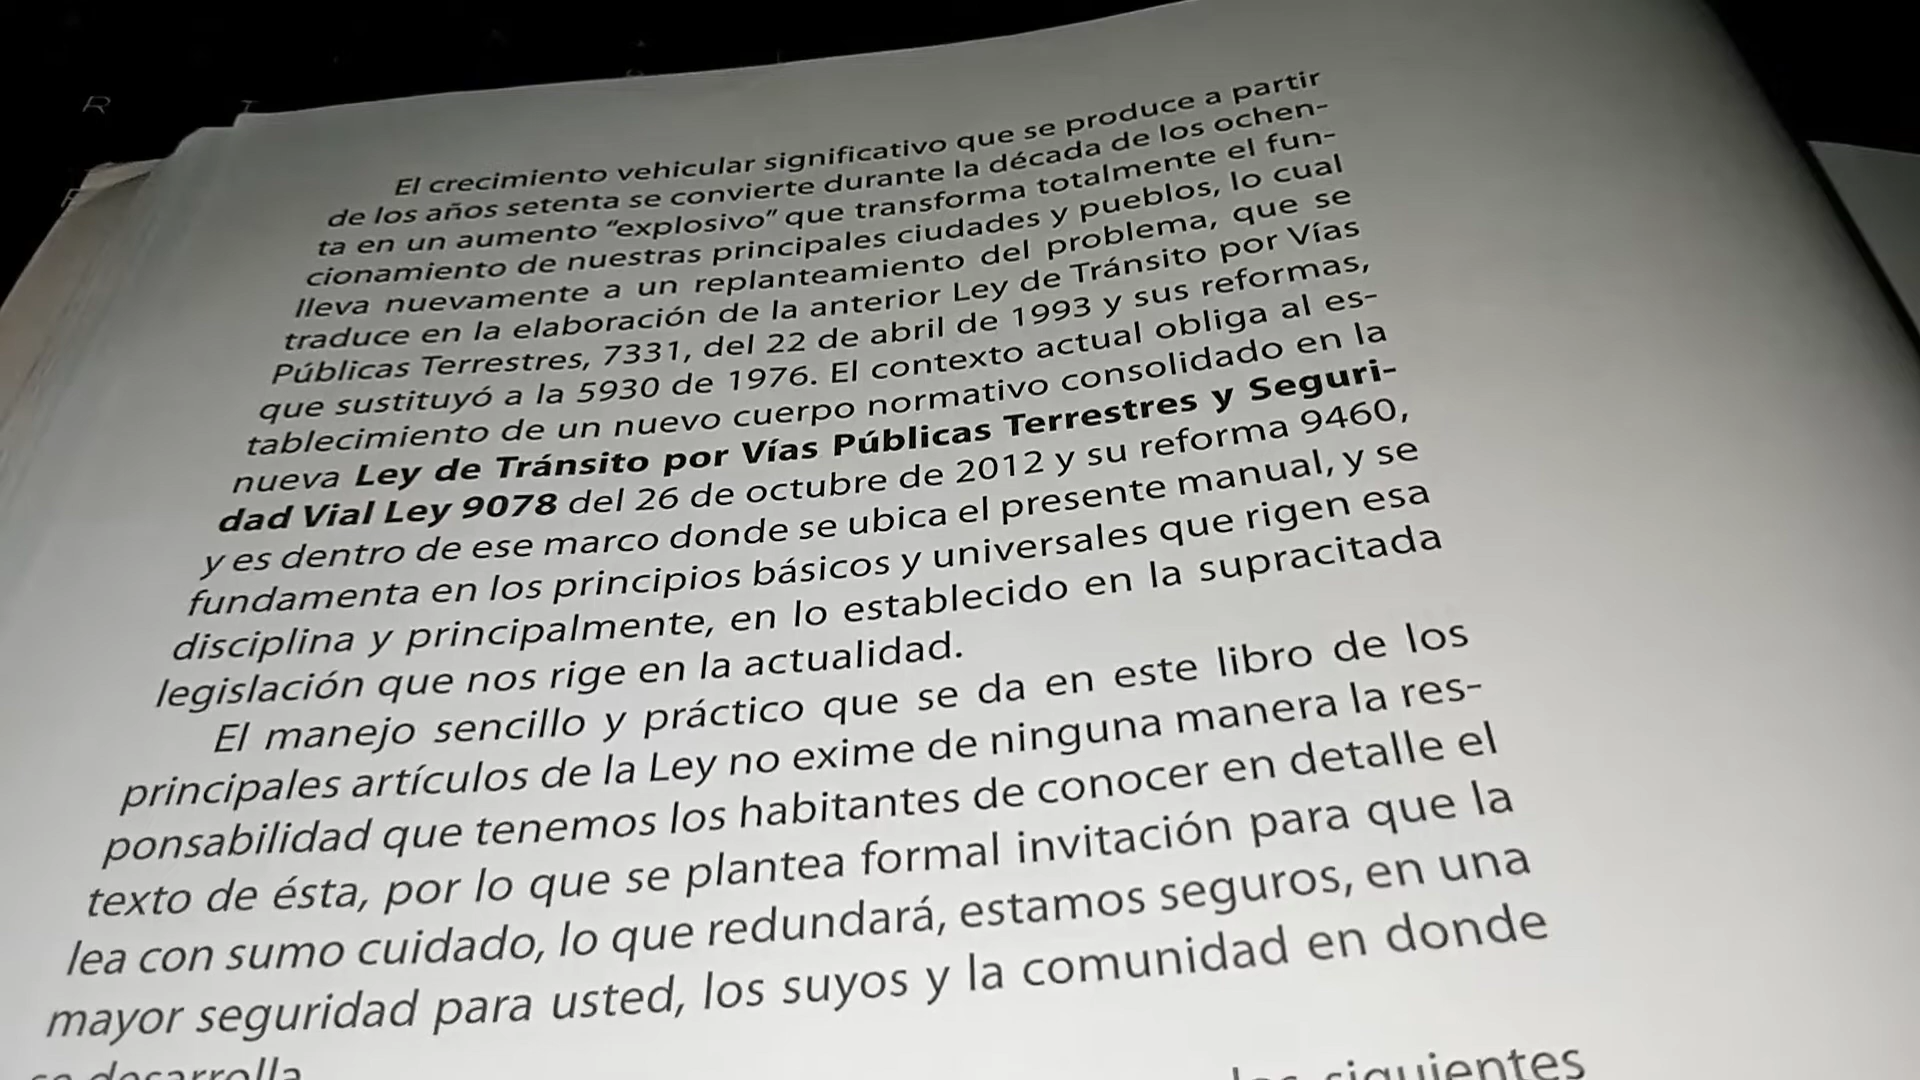 El crecimiento vehicular significativo que se produce a partir
de los años setenta se convierte durante la década de los ochen-
ta en un aumento “explosivo” que transforma totalmente el fun-
cionamiento de nuestras principales ciudades y pueblos, lo cual
lleva nuevamente a un replanteamiento del problema, que se
traduce en la elaboración de la anterior Ley de Tránsito por Vías
Públicas Terrestres, 7331, del 22 de abril de 1993 y sus reformas,
que sustituyó a la 5930 de 1976. El contexto actual obliga al es-
tablecimiento de un nuevo cuerpo normativo consolidado en la
nueva Ley de Tránsito por Vías Públicas Terrestres y Seguri-
dad Vial Ley 9078 del 26 de octubre de 2012 y su reforma 9460,
y es dentro de ese marco donde se ubica el presente manual, y se
fundamenta en los principios básicos y universales que rigen esa
disciplina y principalmente, en lo establecido en la supracitada
legislación que nos rige en la actualidad.
El manejo sencillo y práctico que se da en este libro de los
principales artículos de la Ley no exime de ninguna manera la res-
ponsabilidad que tenemos los habitantes de conocer en detalle el
texto de ésta, por lo que se plantea formal invitación para que la
lea con sumo cuidado, lo que redundará, estamos seguros, en una
mayor seguridad para usted, los suyos y la comunidad en donde
se desarrolla
siguientes
R